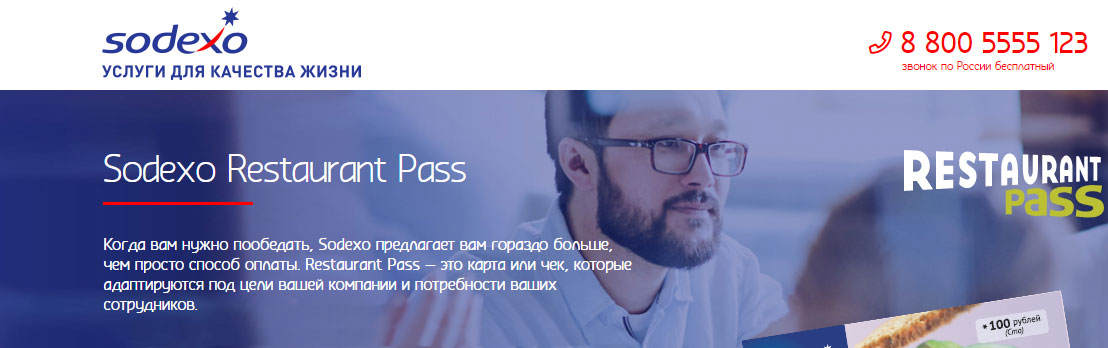 sodexo
УСЛУГИ ДЛЯ КАЧЕСТВА ЖИЗНИ
8 800 5555 123
звонок по России бесплатный
Sodexo Restaurant Pass
RESTAURANT
Pass
Когда вам нужно пообедать, Sodexo предлагает вам гораздо больше,
чем просто способ оплаты. Restaurant Pass — это карта или чек, которые
адаптируются под цели вашей компании и потребности ваших
сотрудников.
*100 рублей
(Сто)